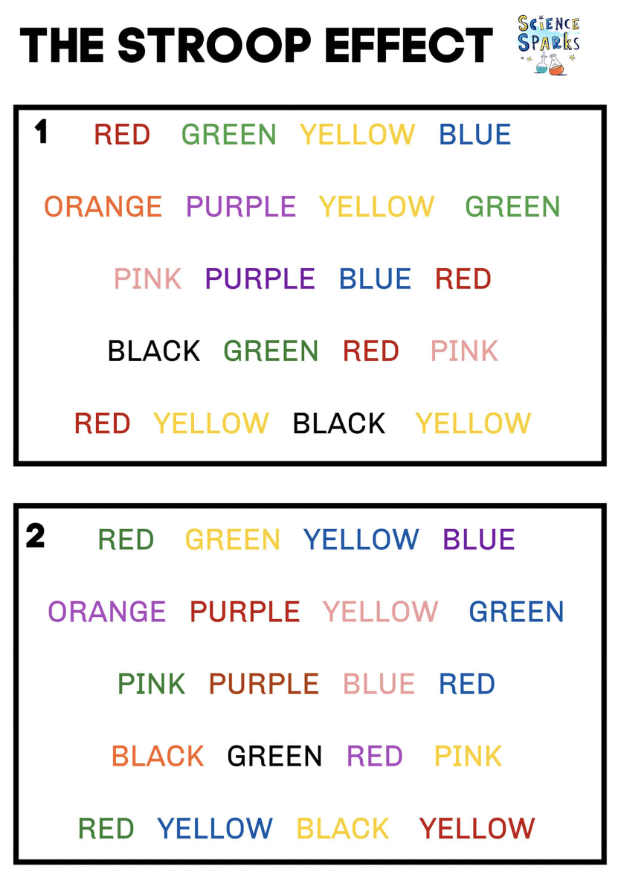 THE STROOP EFFECT
SCiENCE
SPARks
1
RED GREEN YELLOW BLUE
ORANGE PURPLE YELLOW GREEN
PINK PURPLE BLUE RED
BLACK GREEN RED PINK
RED YELLOW BLACK YELLOW
2
RED GREEN YELLOW BLUE
ORANGE PURPLE YELLOW GREEN
PINK PURPLE BLUE RED
BLACK GREEN RED PINK
RED YELLOW BLACK YELLOW